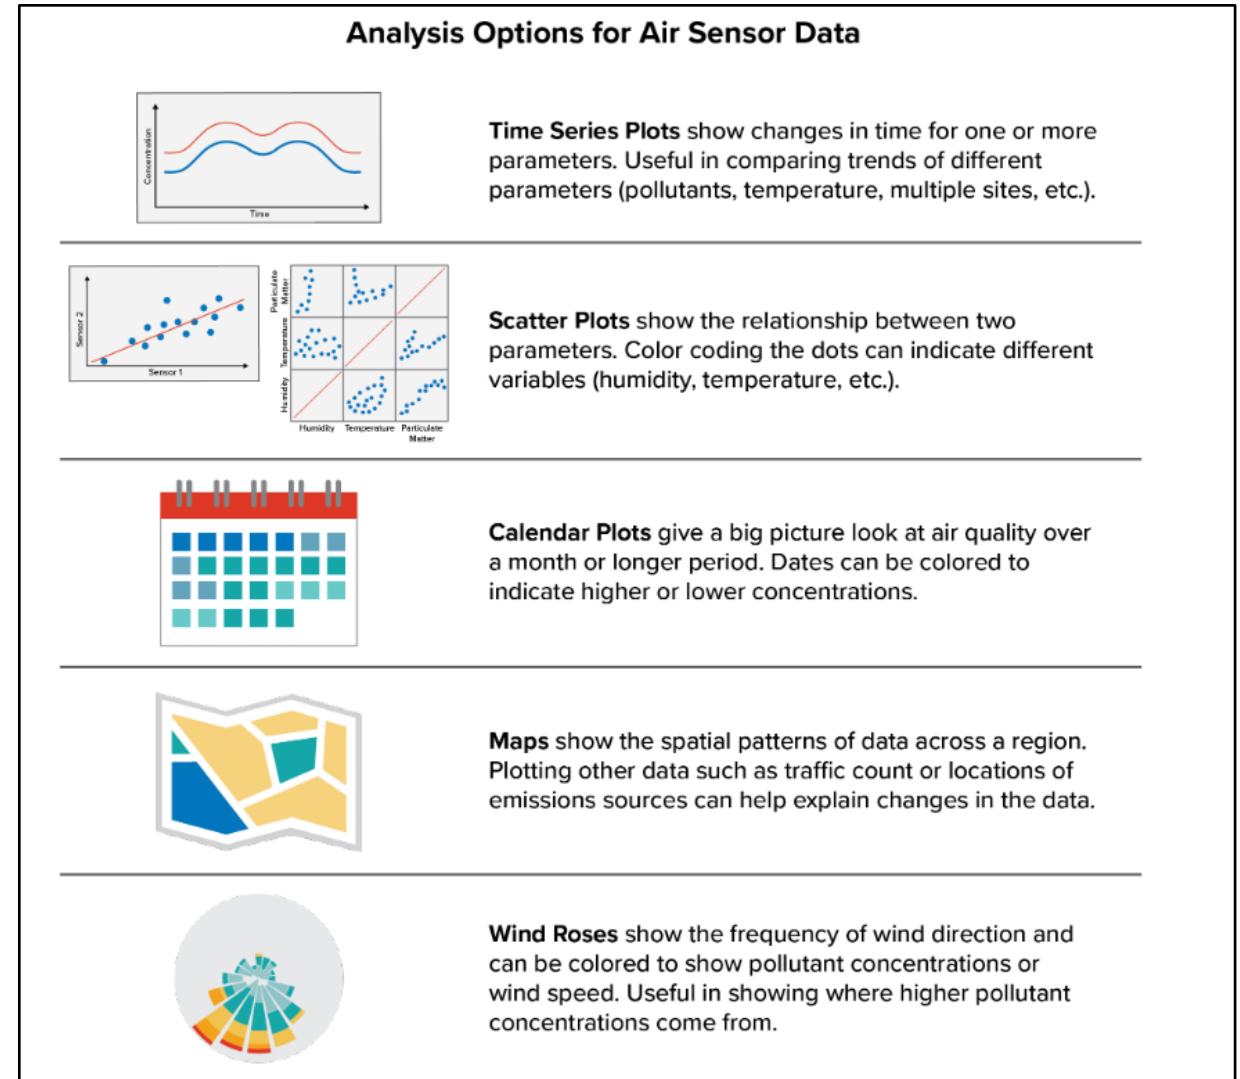 Analysis Options for Air Sensor Data
Concentration
Time
Time Series Plots show changes in time for one or more
parameters. Useful in comparing trends of different
parameters (pollutants, temperature, multiple sites, etc.).
Sensor 2
Sensor 1
Particulate
Matter
Temperature
Humidity
Humidity Temperature Particulate
Matter
Scatter Plots show the relationship between two
parameters. Color coding the dots can indicate different
variables (humidity, temperature, etc.).
Calendar Plots give a big picture look at air quality over
a month or longer period. Dates can be colored to
indicate higher or lower concentrations.
Maps show the spatial patterns of data across a region.
Plotting other data such as traffic count or locations of
emissions sources can help explain changes in the data.
Wind Roses show the frequency of wind direction and
can be colored to show pollutant concentrations or
wind speed. Useful in showing where higher pollutant
concentrations come from.